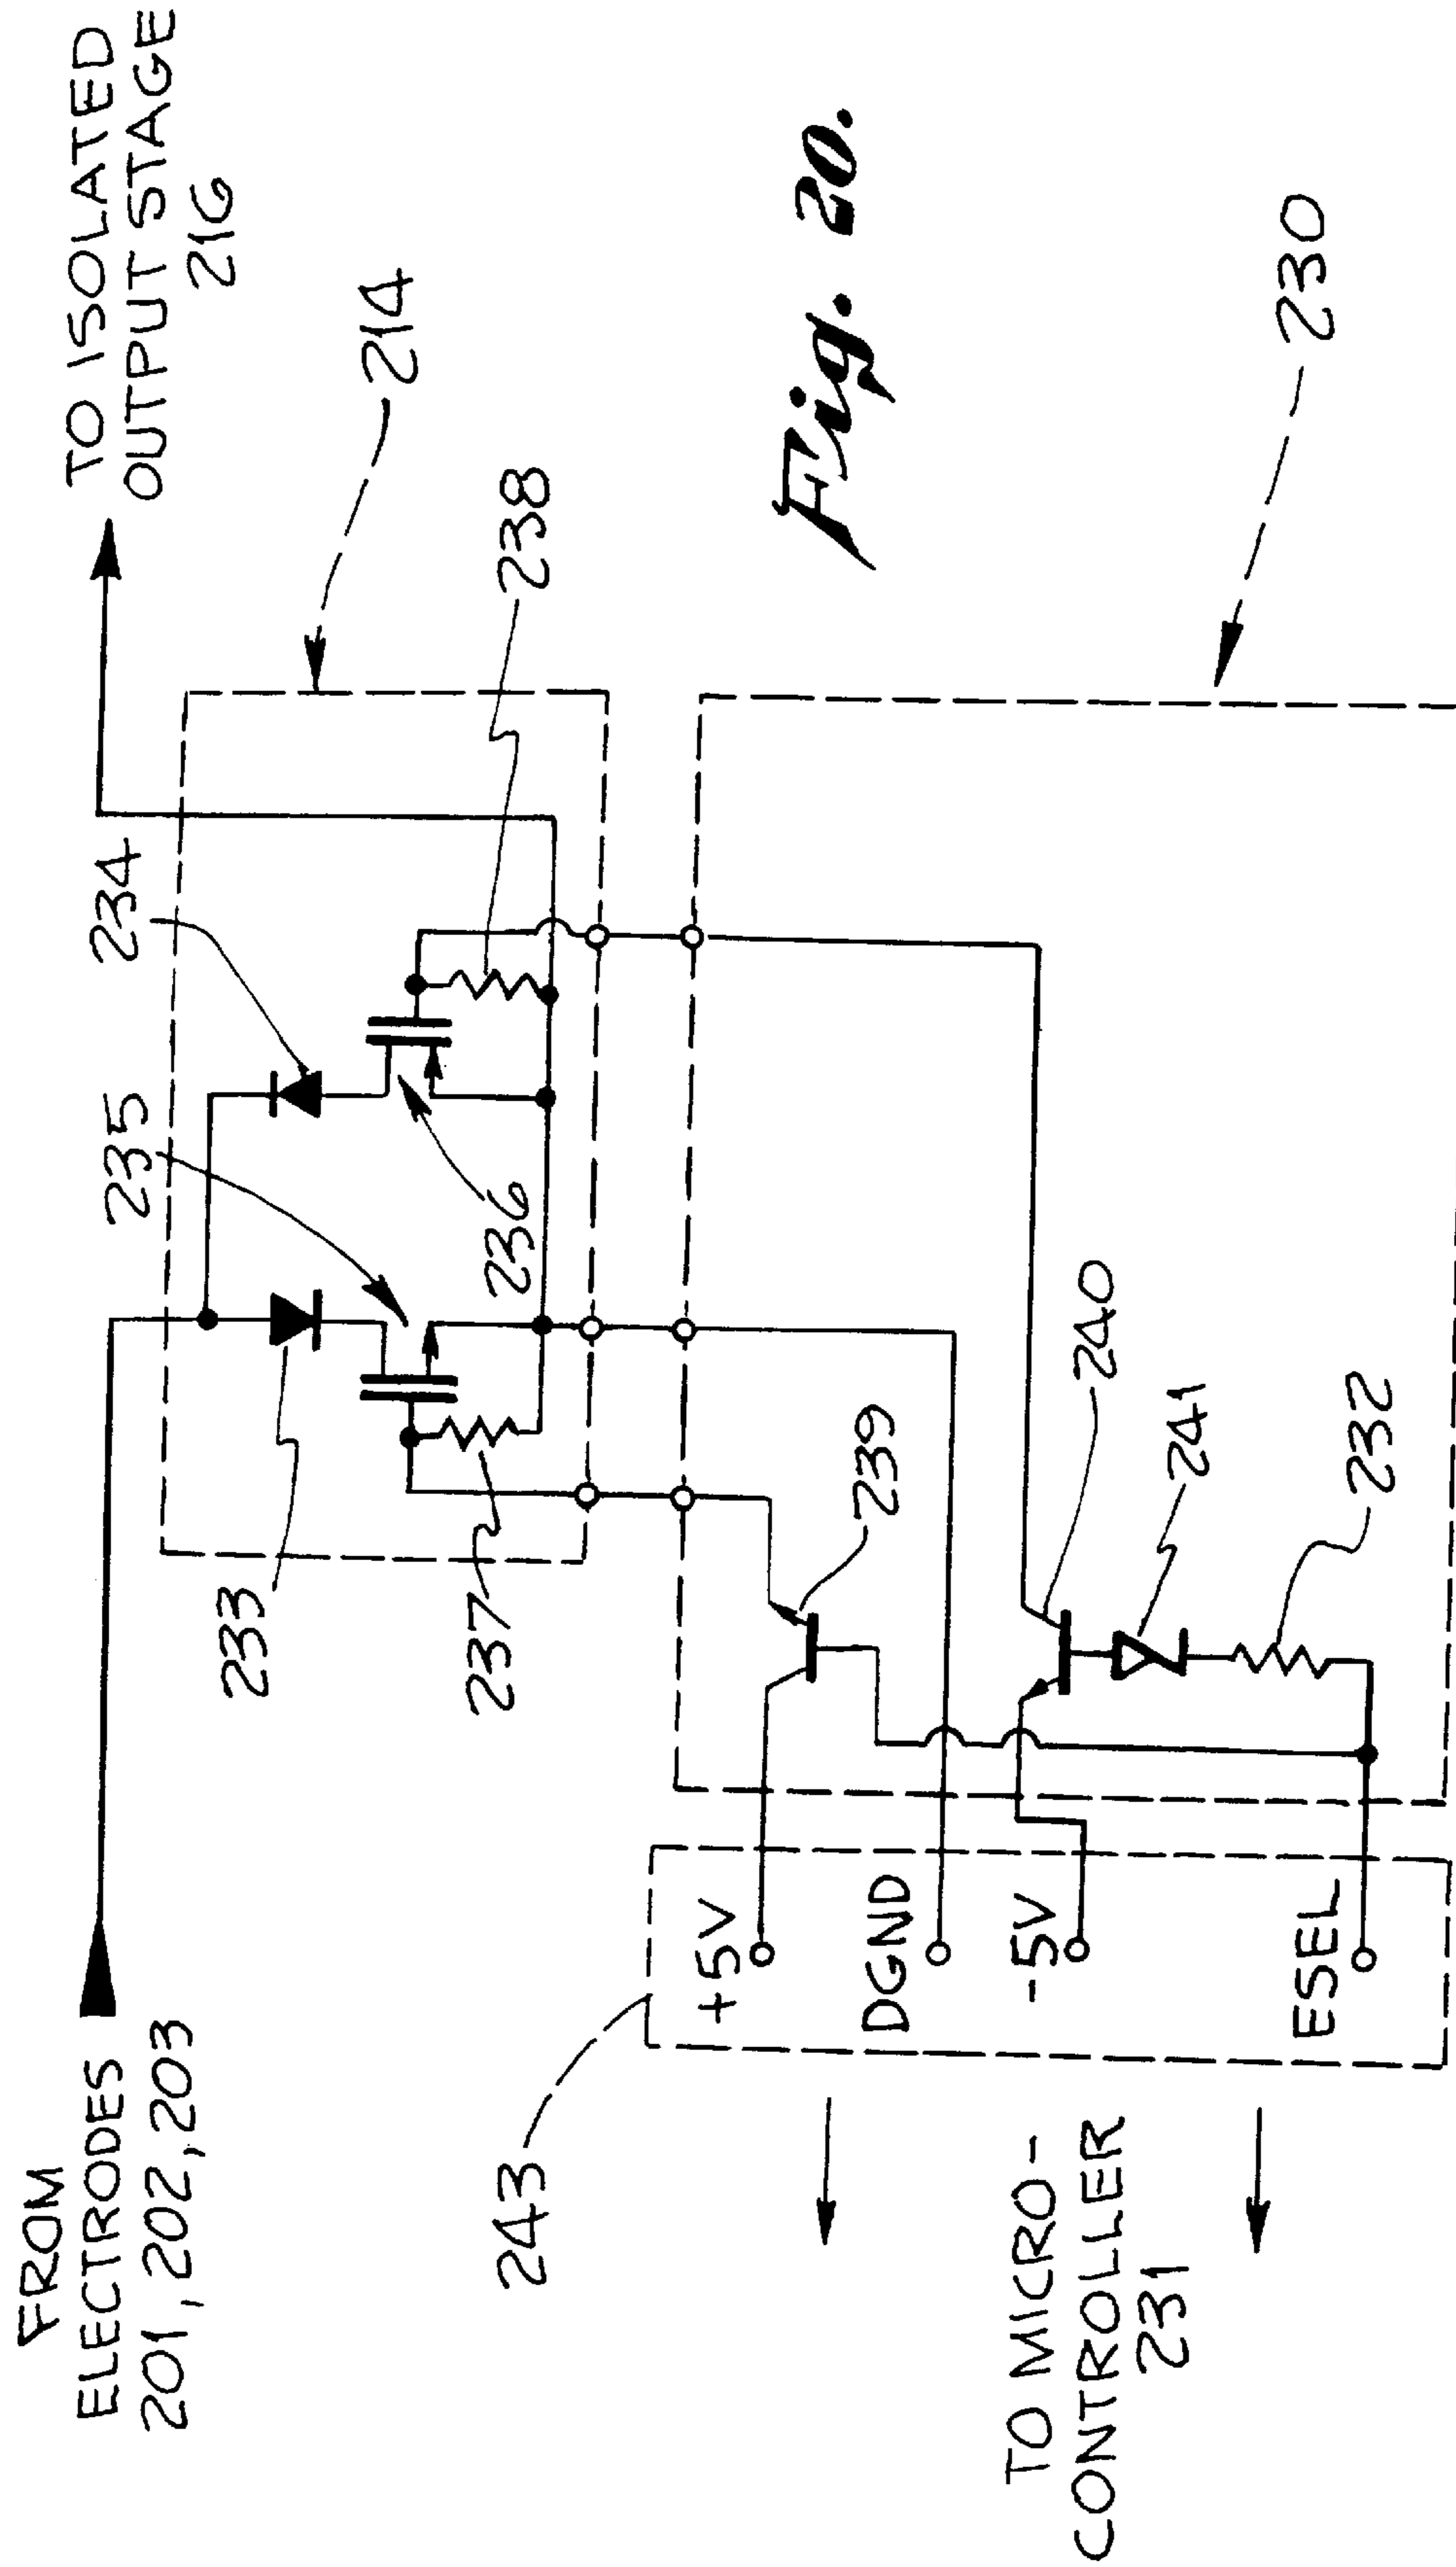 FROM
ELECTRODES
201, 202, 203
TO ISOLATED
OUTPUT STAGE
216
214
233
235
234
236
237
238
239
240
241
232
243
+5V
DGND
-5V
ESEL
TO MICRO-
CONTROLLER
231
230
Fig. 20.